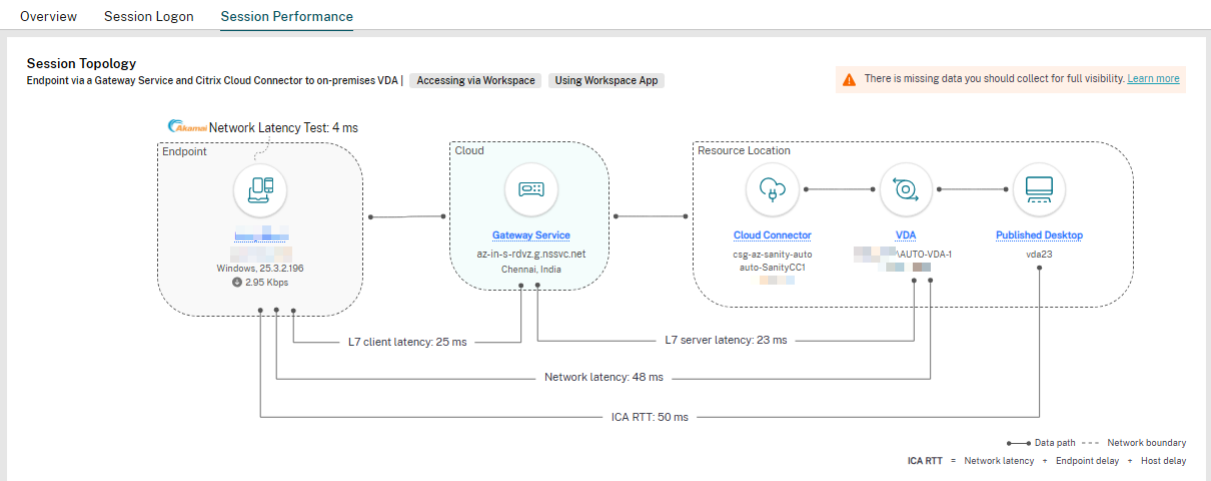 Overview Session Logon Session Performance
Session Topology
Endpoint via a Gateway Service and Citrix Cloud Connector to on-premises VDA | Accessing via Workspace Using Workspace App
There is missing data you should collect for full visibility. Learn more
Akamai Network Latency Test: 4 ms
Endpoint
Windows, 25.3.2.196
2.95 Kbps
Cloud
Gateway Service
az-in-s-rdvz.g.nssvc.net
Chennai, India
Resource Location
Cloud Connector
csg-az-sanity-auto
auto-SanityCC1
VDA
\AUTO-VDA-1
Published Desktop
vda23
L7 client latency: 25 ms
L7 server latency: 23 ms
Network latency: 48 ms
ICA RTT: 50 ms
Data path Network boundary
ICA RTT = Network latency + Endpoint delay + Host delay